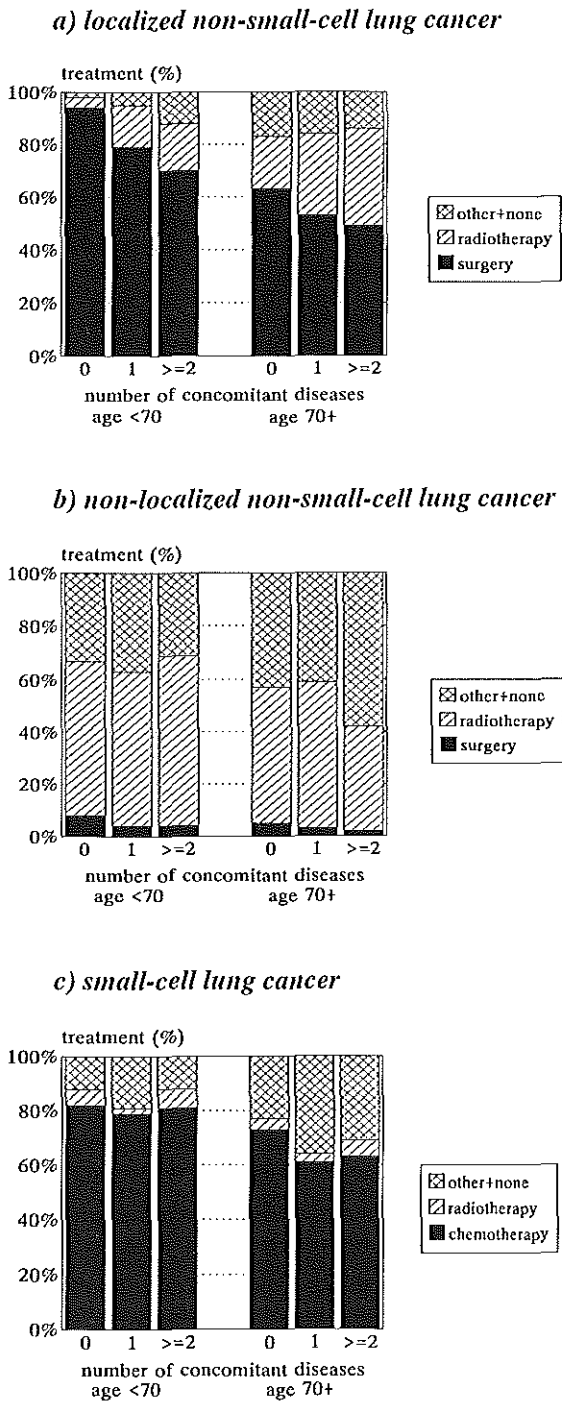 a) localized non-small-cell lung cancer
treatment (%)
100%
80%
60%
40%
20%
0%
0 1 >=2 0 1 >=2
number of concomitant diseases
age <70 age 70+
other+none
radiotherapy
surgery
b) non-localized non-small-cell lung cancer
treatment (%)
100%
80%
60%
40%
20%
0%
0 1 >=2 0 1 >=2
number of concomitant diseases
age <70 age 70+
other+none
radiotherapy
surgery
c) small-cell lung cancer
treatment (%)
100%
80%
60%
40%
20%
0%
0 1 >=2 0 1 >=2
number of concomitant diseases
age <70 age 70+
other+none
radiotherapy
chemotherapy